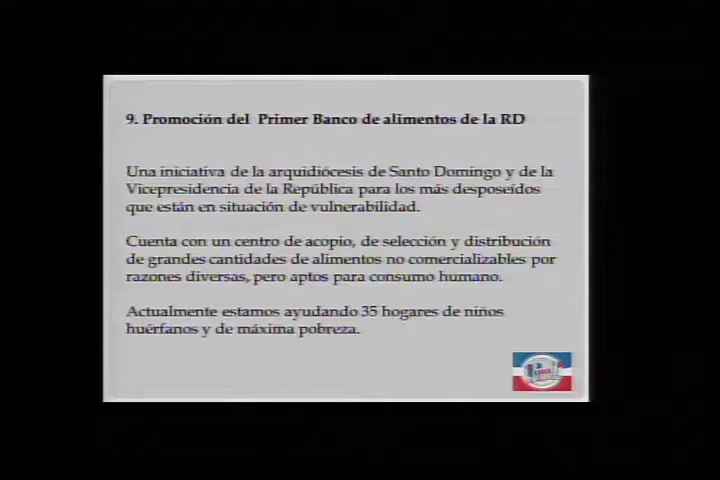 9. Promoción del Primer Banco de alimentos de la RD
Una iniciativa de la arquidiócesis de Santo Domingo y de la
Vicepresidencia de la República para los más desposeídos
que están en situación de vulnerabilidad.
Cuenta con un centro de acopio, de selección y distribución
de grandes cantidades de alimentos no comercializables por
razones diversas, pero aptos para consumo humano.
Actualmente estamos ayudando 35 hogares de niños
huérfanos y de máxima pobreza.